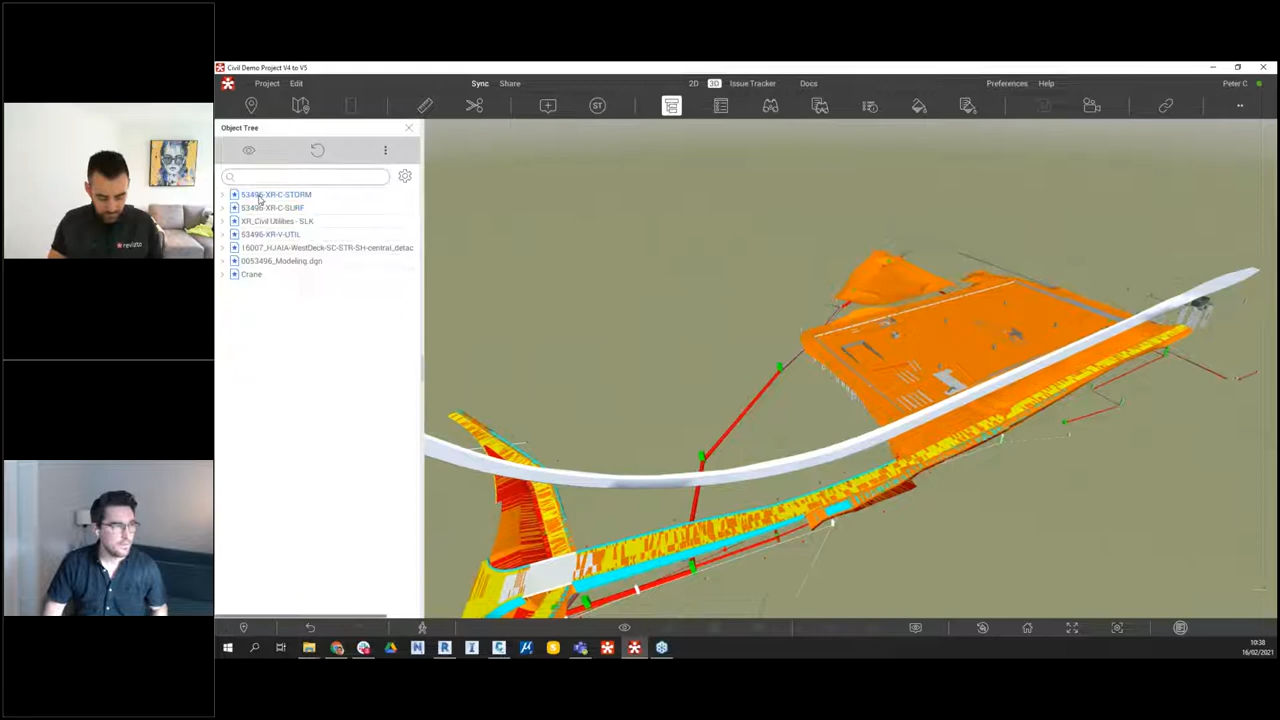 Civil Demo Project V4 to V5
Project Edit Sync Share 2D 3D Issue Tracker Docs Preferences Help Peter C
ST
Object Tree
53496-XR-C-STORM
53496-XR-C-SURF
XR_Civil Utilities - SLK
53496-XR-V-UTIL
16007_HJAIA-WestDeck-SC-STR-SH-central_detac
0053496_Modeling.dgn
Crane
revizto
10:38
16/02/2021